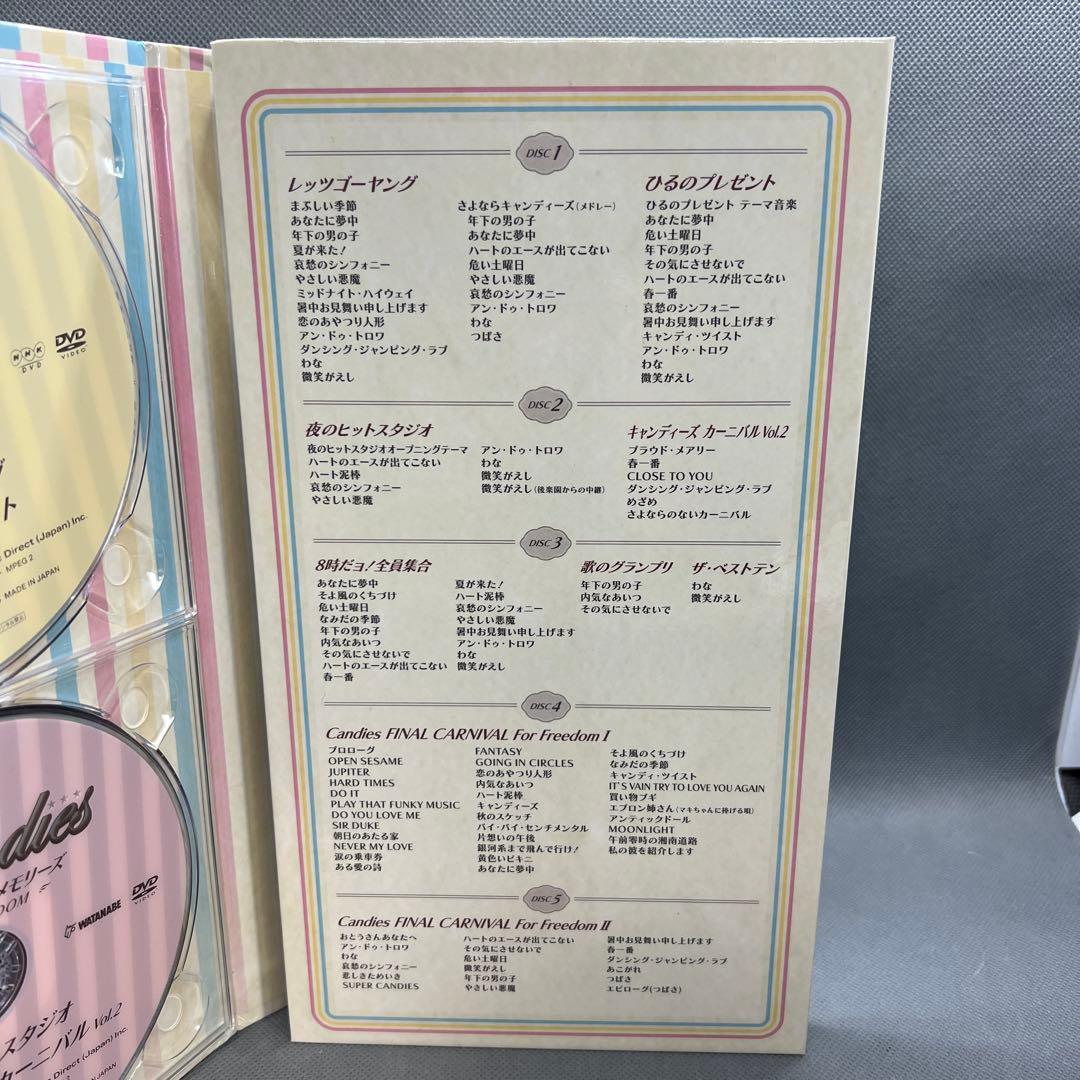 DISC 1
レッツゴーヤング
まぶしい季節
あなたに夢中
年下の男の子
夏が来た!
哀愁のシンフォニー
やさしい悪魔
ミッドナイト・ハイウェイ
暑中お見舞い申し上げます
恋のあやつり人形
アン・ドゥ・トロワ
ダンシング・ジャンピング・ラブ
わな
微笑がえし
さよならキャンディーズ(メドレー)
年下の男の子
あなたに夢中
ハートのエースが出てこない
危い土曜日
やさしい悪魔
哀愁のシンフォニー
アン・ドゥ・トロワ
わな
つばさ
ひるのプレゼント
ひるのプレゼント テーマ音楽
あなたに夢中
危い土曜日
年下の男の子
その気にさせないで
ハートのエースが出てこない
春一番
哀愁のシンフォニー
暑中お見舞い申し上げます
キャンディ・ツイスト
アン・ドゥ・トロワ
わな
微笑がえし
DISC 2
夜のヒットスタジオ
夜のヒットスタジオオープニングテーマ
ハートのエースが出てこない
ハート泥棒
哀愁のシンフォニー
やさしい悪魔
アン・ドゥ・トロワ
わな
微笑がえし
微笑がえし(後楽園からの中継)
キャンディーズ カーニバル Vol.2
プラウド・メアリー
春一番
CLOSE TO YOU
ダンシング・ジャンピング・ラブ
めざめ
さよならのないカーニバル
DISC 3
8時だョ!全員集合
あなたに夢中
そよ風のくちづけ
危い土曜日
なみだの季節
年下の男の子
内気なあいつ
その気にさせないで
ハートのエースが出てこない
春一番
夏が来た!
ハート泥棒
哀愁のシンフォニー
やさしい悪魔
暑中お見舞い申し上げます
アン・ドゥ・トロワ
わな
微笑がえし
歌のグランプリ
年下の男の子
内気なあいつ
その気にさせないで
ザ・ベストテン
わな
微笑がえし
DISC 4
Candies FINAL CARNIVAL For Freedom I
プロローグ
OPEN SESAME
JUPITER
HARD TIMES
DO IT
PLAY THAT FUNKY MUSIC
DO YOU LOVE ME
SIR DUKE
朝日のあたる家
NEVER MY LOVE
涙の乗車券
ある愛の詩
FANTASY
GOING IN CIRCLES
恋のあやつり人形
内気なあいつ
ハート泥棒
キャンディーズ
秋のスケッチ
バイ・バイ・センチメンタル
片想いの午後
銀河系まで飛んで行け!
黄色いビキニ
あなたに夢中
そよ風のくちづけ
なみだの季節
キャンディ・ツイスト
IT'S VAIN TRY TO LOVE YOU AGAIN
買い物ブギ
エプロン姉さん(マキちゃんに捧げる唄)
アンティックドール
MOONLIGHT
午前零時の湘南道路
私の彼を紹介します
DISC 5
Candies FINAL CARNIVAL For Freedom II
おとうさんあなたへ
アン・ドゥ・トロワ
わな
哀愁のシンフォニー
悲しきためいき
SUPER CANDIES
ハートのエースが出てこない
その気にさせないで
危い土曜日
微笑がえし
年下の男の子
やさしい悪魔
暑中お見舞い申し上げます
春一番
ダンシング・ジャンピング・ラブ
あこがれ
つばさ
エピローグ(つばさ)
NHK
DVD
DVD
VIDEO
グ
ト
Direct (Japan) Inc.
MPEG 2
MADE IN JAPAN
dies
メモリーズ
DOM
WATANABE
DVD
VIDEO
スタジオ
カーニバル Vol.2
Direct (Japan) Inc.
IN JAPAN